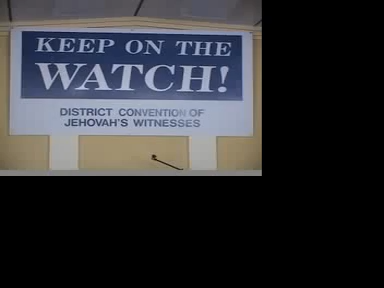 KEEP ON THE
WATCH!
DISTRICT CONVENTION OF
JEHOVAH'S WITNESSES